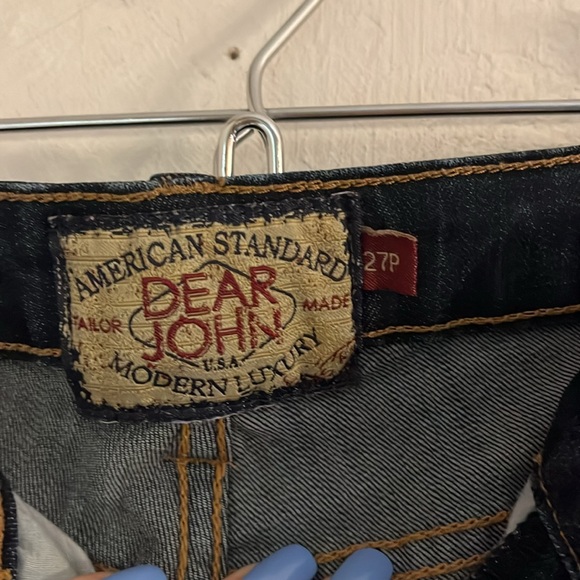 AMERICAN STANDARD
DEAR
JOHN
TAILOR MADE
U.S.A
MODERN LUXURY
27P